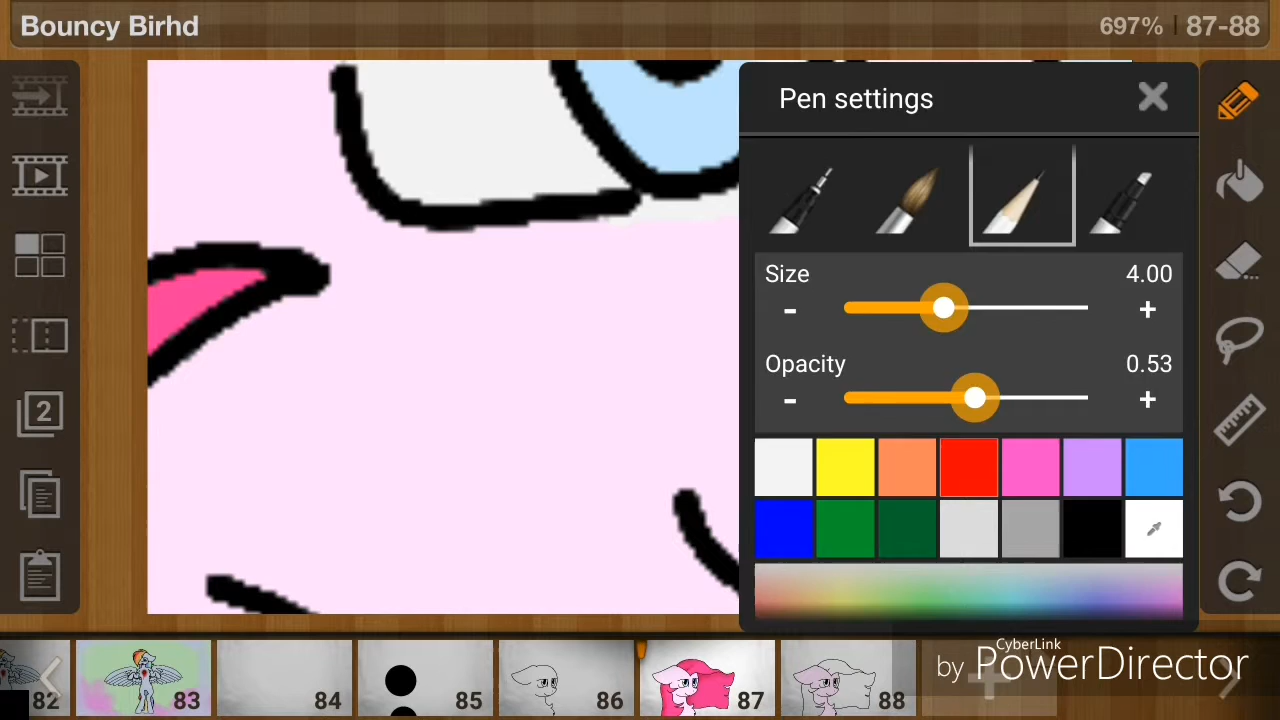 Bouncy Birhd
697% | 87-88
Pen settings
Size
4.00
- +
Opacity
0.53
- +
2
82
83
84
85
86
87
88
by CyberLink PowerDirector